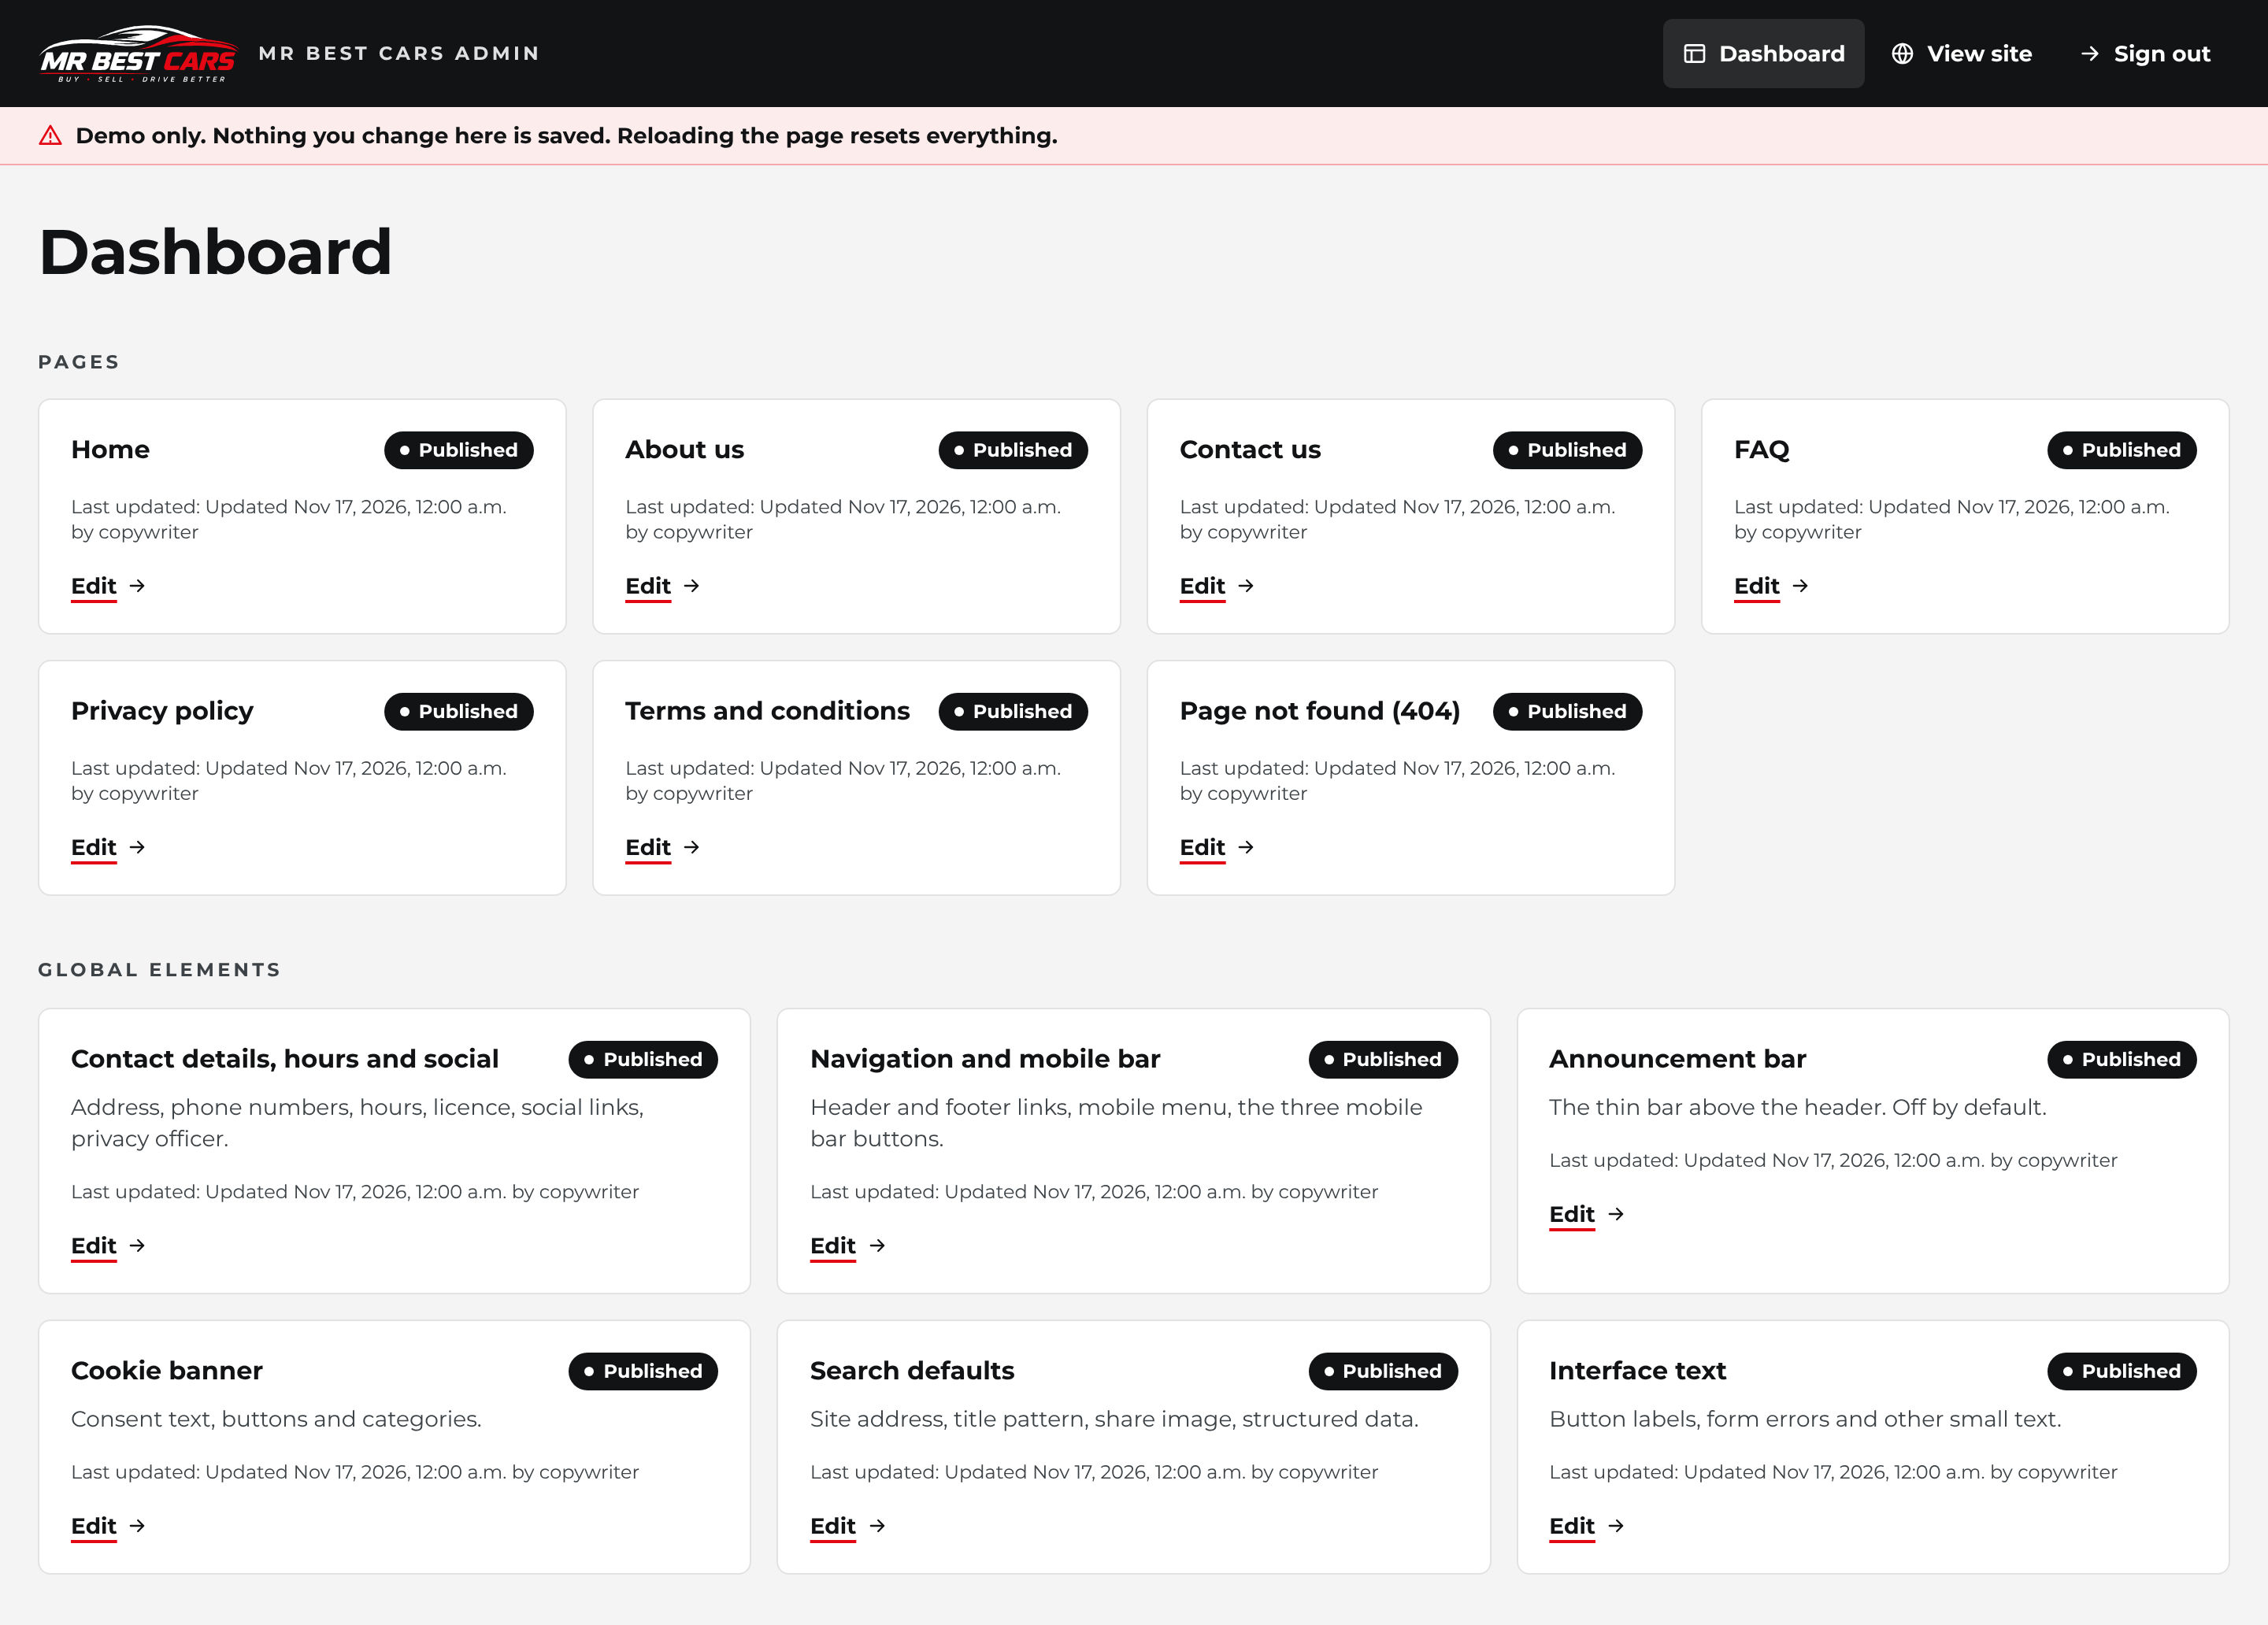 MR BEST CARS
BUY · SELL · DRIVE BETTER
MR BEST CARS ADMIN
Dashboard
View site
Sign out
Demo only. Nothing you change here is saved. Reloading the page resets everything.
Dashboard
PAGES
Home
Published
Last updated: Updated Nov 17, 2026, 12:00 a.m.
by copywriter
Edit →
About us
Published
Last updated: Updated Nov 17, 2026, 12:00 a.m.
by copywriter
Edit →
Contact us
Published
Last updated: Updated Nov 17, 2026, 12:00 a.m.
by copywriter
Edit →
FAQ
Published
Last updated: Updated Nov 17, 2026, 12:00 a.m.
by copywriter
Edit →
Privacy policy
Published
Last updated: Updated Nov 17, 2026, 12:00 a.m.
by copywriter
Edit →
Terms and conditions
Published
Last updated: Updated Nov 17, 2026, 12:00 a.m.
by copywriter
Edit →
Page not found (404)
Published
Last updated: Updated Nov 17, 2026, 12:00 a.m.
by copywriter
Edit →
GLOBAL ELEMENTS
Contact details, hours and social
Published
Address, phone numbers, hours, licence, social links,
privacy officer.
Last updated: Updated Nov 17, 2026, 12:00 a.m. by copywriter
Edit →
Navigation and mobile bar
Published
Header and footer links, mobile menu, the three mobile
bar buttons.
Last updated: Updated Nov 17, 2026, 12:00 a.m. by copywriter
Edit →
Announcement bar
Published
The thin bar above the header. Off by default.
Last updated: Updated Nov 17, 2026, 12:00 a.m. by copywriter
Edit →
Cookie banner
Published
Consent text, buttons and categories.
Last updated: Updated Nov 17, 2026, 12:00 a.m. by copywriter
Edit →
Search defaults
Published
Site address, title pattern, share image, structured data.
Last updated: Updated Nov 17, 2026, 12:00 a.m. by copywriter
Edit →
Interface text
Published
Button labels, form errors and other small text.
Last updated: Updated Nov 17, 2026, 12:00 a.m. by copywriter
Edit →